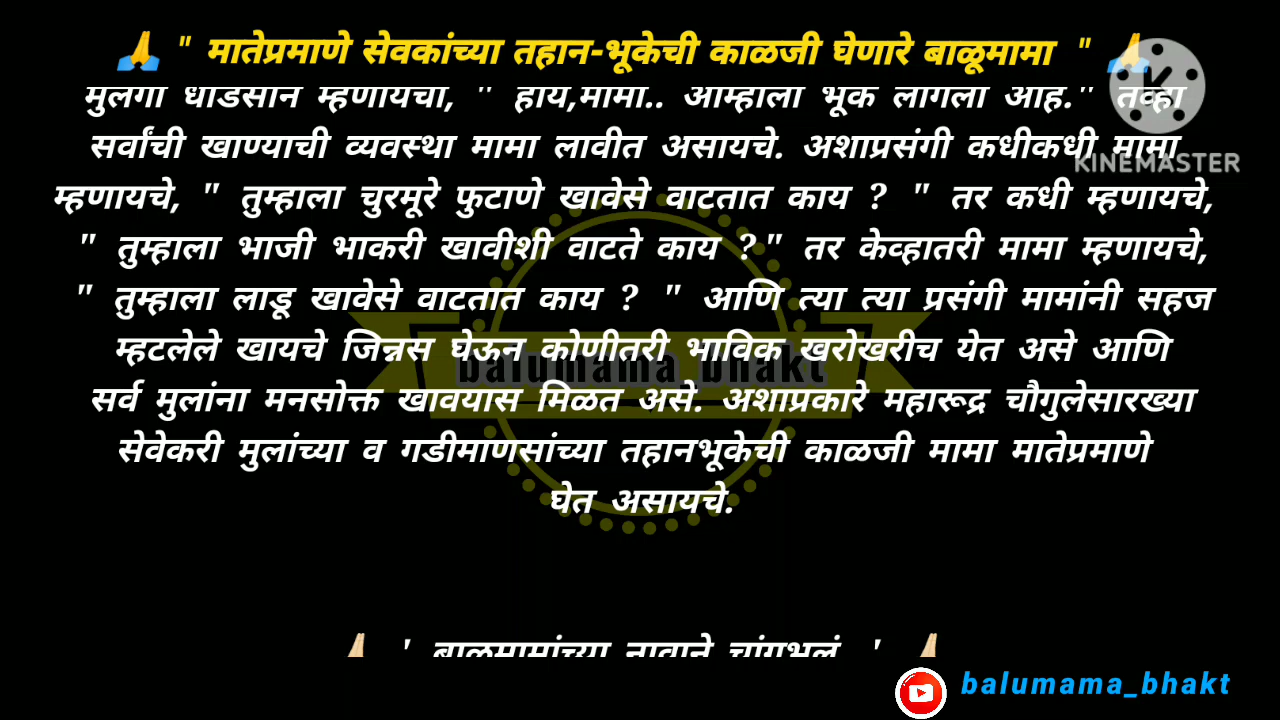 🙏 " मातेप्रमाणे सेवकांच्या तहान-भूकेची काळजी घेणारे बाळूमामा " 🙏
मुलगा धाडसान म्हणायचा, " हाय,मामा.. आम्हाला भूक लागली आहे." तेव्हा
सर्वांची खाण्याची व्यवस्था मामा लावीत असायचे. अशाप्रसंगी कधीकधी मामा
KINEMASTER
म्हणायचे, " तुम्हाला चुरमूरे फुटाणे खावेसे वाटतात काय ? " तर कधी म्हणायचे,
" तुम्हाला भाजी भाकरी खावीशी वाटते काय ? " तर केव्हातरी मामा म्हणायचे,
" तुम्हाला लाडू खावेसे वाटतात काय ? " आणि त्या त्या प्रसंगी मामांनी सहज
म्हटलेले खायचे जिन्नस घेऊन कोणीतरी भाविक खरोखरीच येत असे आणि
balumama_bhakt
सर्व मुलांना मनसोक्त खावयास मिळत असे. अशाप्रकारे महारूद्र चौगुलेसारख्या
सेवेकरी मुलांच्या व गडीमाणसांच्या तहानभूकेची काळजी मामा मातेप्रमाणे
घेत असायचे.
🙏🏻 ' बाळूमामांच्या नावाने चांगभलं ' 🙏🏻
balumama_bhakt